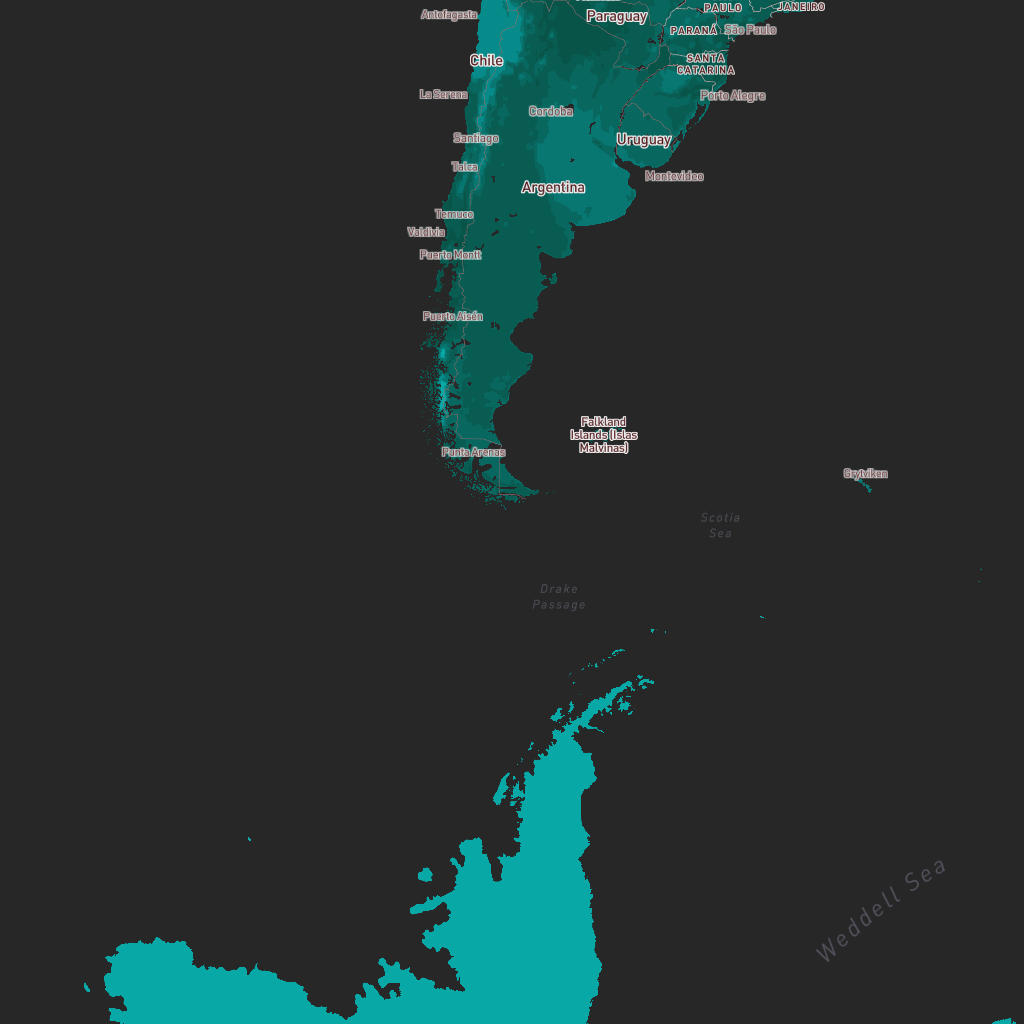 PAULO
JANEIRO
Antofagasta
Paraguay
PARANÁ
São Paulo
Chile
SANTA
CATARINA
La Serena
Porto Alegre
Cordoba
Santiago
Uruguay
Talca
Montevideo
Argentina
Temuco
Valdivia
Puerto Montt
Puerto Aisén
Falkland
Islands (Islas
Malvinas)
Punta Arenas
Grytviken
Scotia
Sea
Drake
Passage
Weddell Sea